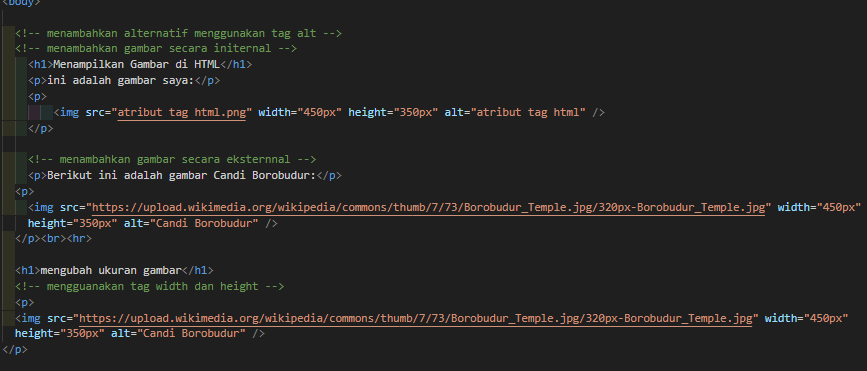 <body>
<!-- menambahkan alternatif menggunakan tag alt -->
<!-- menambahkan gambar secara initernal -->
<h1>Menampilkan Gambar di HTML</h1>
<p>ini adalah gambar saya:</p>
<p>
<img src="atribut tag html.png" width="450px" height="350px" alt="atribut tag html" />
</p>
<!-- menambahkan gambar secara eksternnal -->
<p>Berikut ini adalah gambar Candi Borobudur:</p>
<p>
<img src="https://upload.wikimedia.org/wikipedia/commons/thumb/7/73/Borobudur_Temple.jpg/320px-Borobudur_Temple.jpg" width="450px"
height="350px" alt="Candi Borobudur" />
</p><br><hr>
<h1>mengubah ukuran gambar</h1>
<!-- mengguanakan tag width dan height -->
<p>
<img src="https://upload.wikimedia.org/wikipedia/commons/thumb/7/73/Borobudur_Temple.jpg/320px-Borobudur_Temple.jpg" width="450px"
height="350px" alt="Candi Borobudur" />
</p>